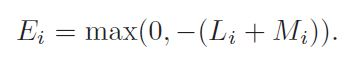 $E_i = \max(0, -(L_i + M_i)).$